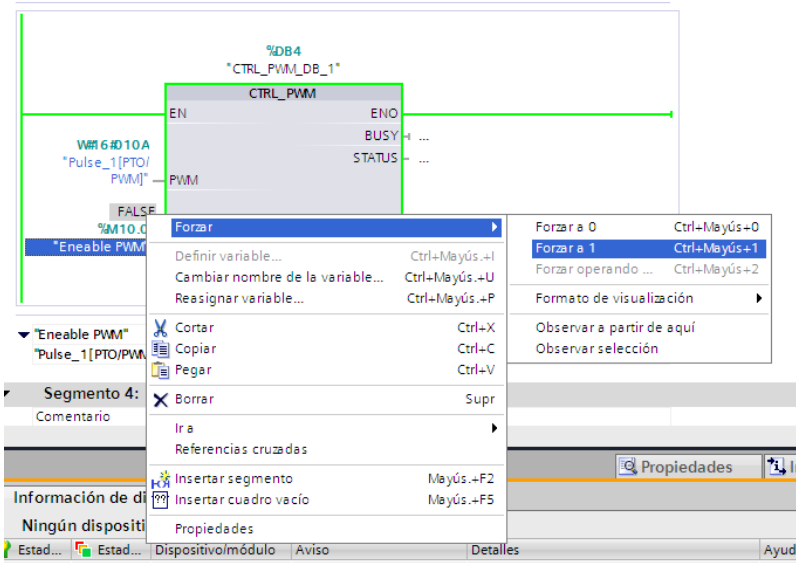 %DB4
"CTRL_PWM_DB_1"
CTRL_PWM
EN ENO
BUSY ...
STATUS ...
W#16#010A
"Pulse_1[PTO/
PWM]" PWM
FALSE
%M10.0
"Eneable PWM"
Forzar
Definir variable... Ctrl+Mayús.+I
Cambiar nombre de la variable... Ctrl+Mayús.+U
Reasignar variable... Ctrl+Mayús.+P
Cortar Ctrl+X
Copiar Ctrl+C
Pegar Ctrl+V
Borrar Supr
Ir a
Referencias cruzadas
Insertar segmento Mayús.+F2
Insertar cuadro vacío Mayús.+F5
Propiedades
Forzar a 0 Ctrl+Mayús+0
Forzar a 1 Ctrl+Mayús+1
Forzar operando ... Ctrl+Mayús+2
Formato de visualización
Observar a partir de aquí
Observar selección
"Eneable PWM"
"Pulse_1[PTO/PWM
Segmento 4:
Comentario
Propiedades
Información de di
Ningún dispositi
Estad... Estad... Dispositivo/módulo Aviso Detalles Ayud